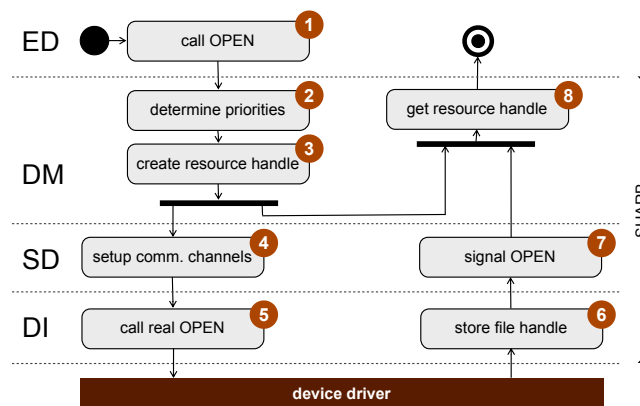 ED
1
call OPEN
2
determine priorities
8
get resource handle
3
create resource handle
DM
SHARP
SD
4
setup comm. channels
7
signal OPEN
DI
5
call real OPEN
6
store file handle
device driver